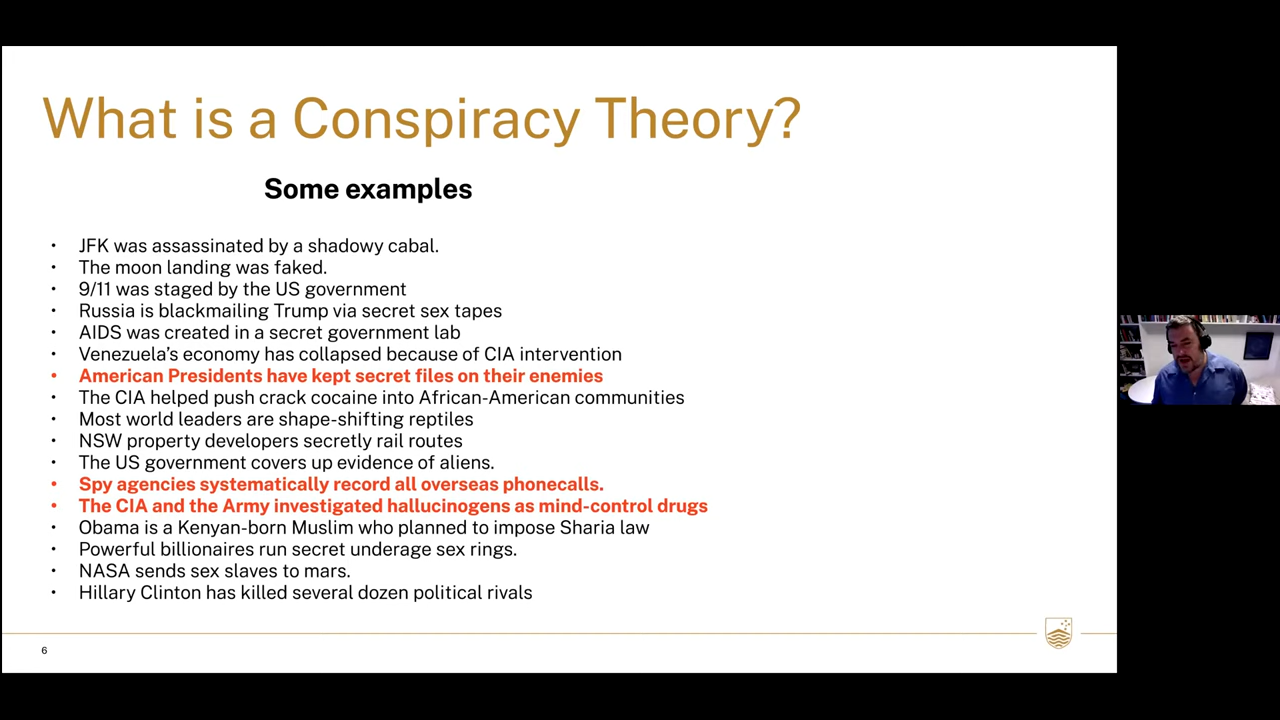 What is a Conspiracy Theory?
Some examples
• JFK was assassinated by a shadowy cabal.
• The moon landing was faked.
• 9/11 was staged by the US government
• Russia is blackmailing Trump via secret sex tapes
• AIDS was created in a secret government lab
• Venezuela's economy has collapsed because of CIA intervention
• American Presidents have kept secret files on their enemies
• The CIA helped push crack cocaine into African-American communities
• Most world leaders are shape-shifting reptiles
• NSW property developers secretly rail routes
• The US government covers up evidence of aliens.
• Spy agencies systematically record all overseas phonecalls.
• The CIA and the Army investigated hallucinogens as mind-control drugs
• Obama is a Kenyan-born Muslim who planned to impose Sharia law
• Powerful billionaires run secret underage sex rings.
• NASA sends sex slaves to mars.
• Hillary Clinton has killed several dozen political rivals
6